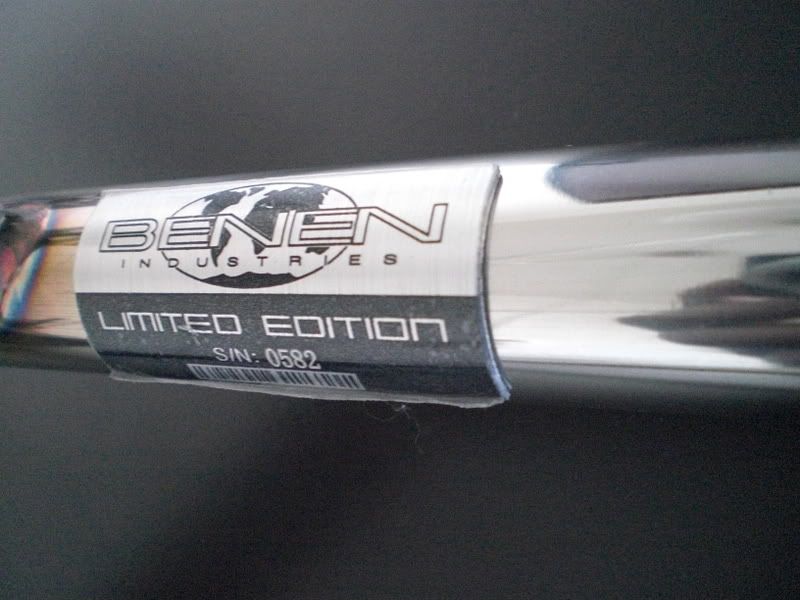 BENEN
INDUSTRIES
LIMITED EDITION
S/N: 0582